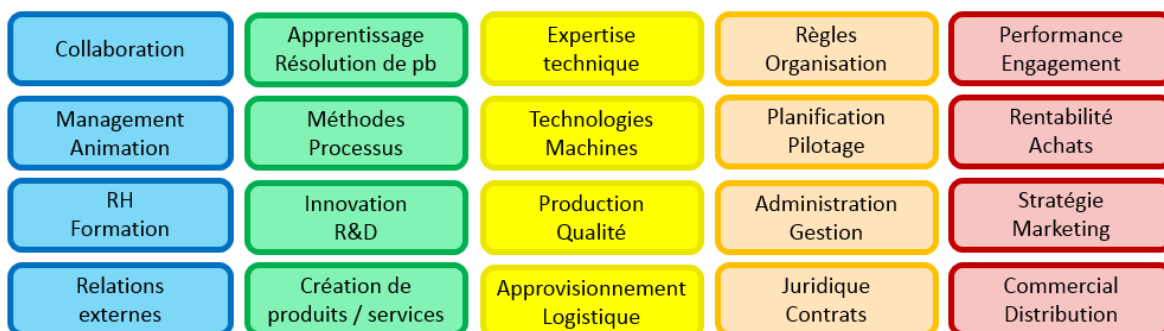 Collaboration
Apprentissage
Résolution de pb
Expertise
technique
Règles
Organisation
Performance
Engagement
Management
Animation
Méthodes
Processus
Technologies
Machines
Planification
Pilotage
Rentabilité
Achats
RH
Formation
Innovation
R&D
Production
Qualité
Administration
Gestion
Stratégie
Marketing
Relations
externes
Création de
produits / services
Approvisionnement
Logistique
Juridique
Contrats
Commercial
Distribution